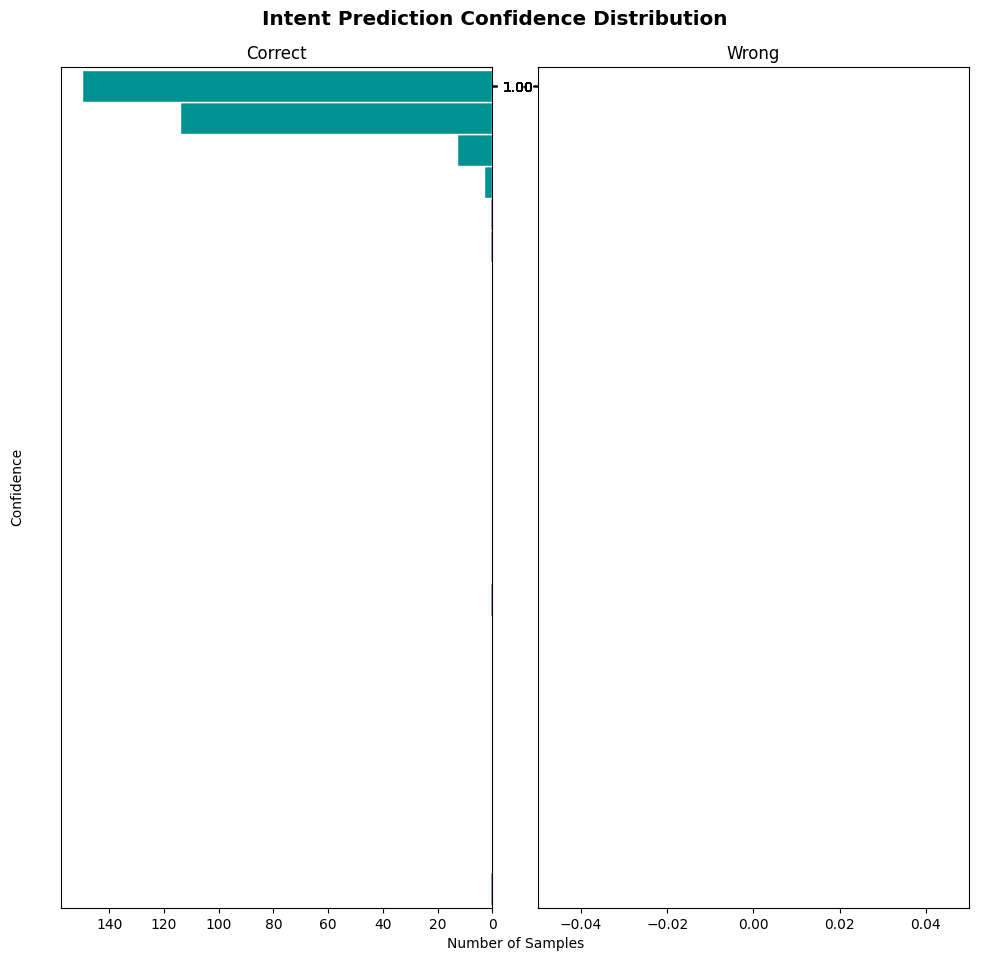 Intent Prediction Confidence Distribution
Correct
Wrong
1.00
Confidence
140 120 100 80 60 40 20 0
−0.04 −0.02 0.00 0.02 0.04
Number of Samples